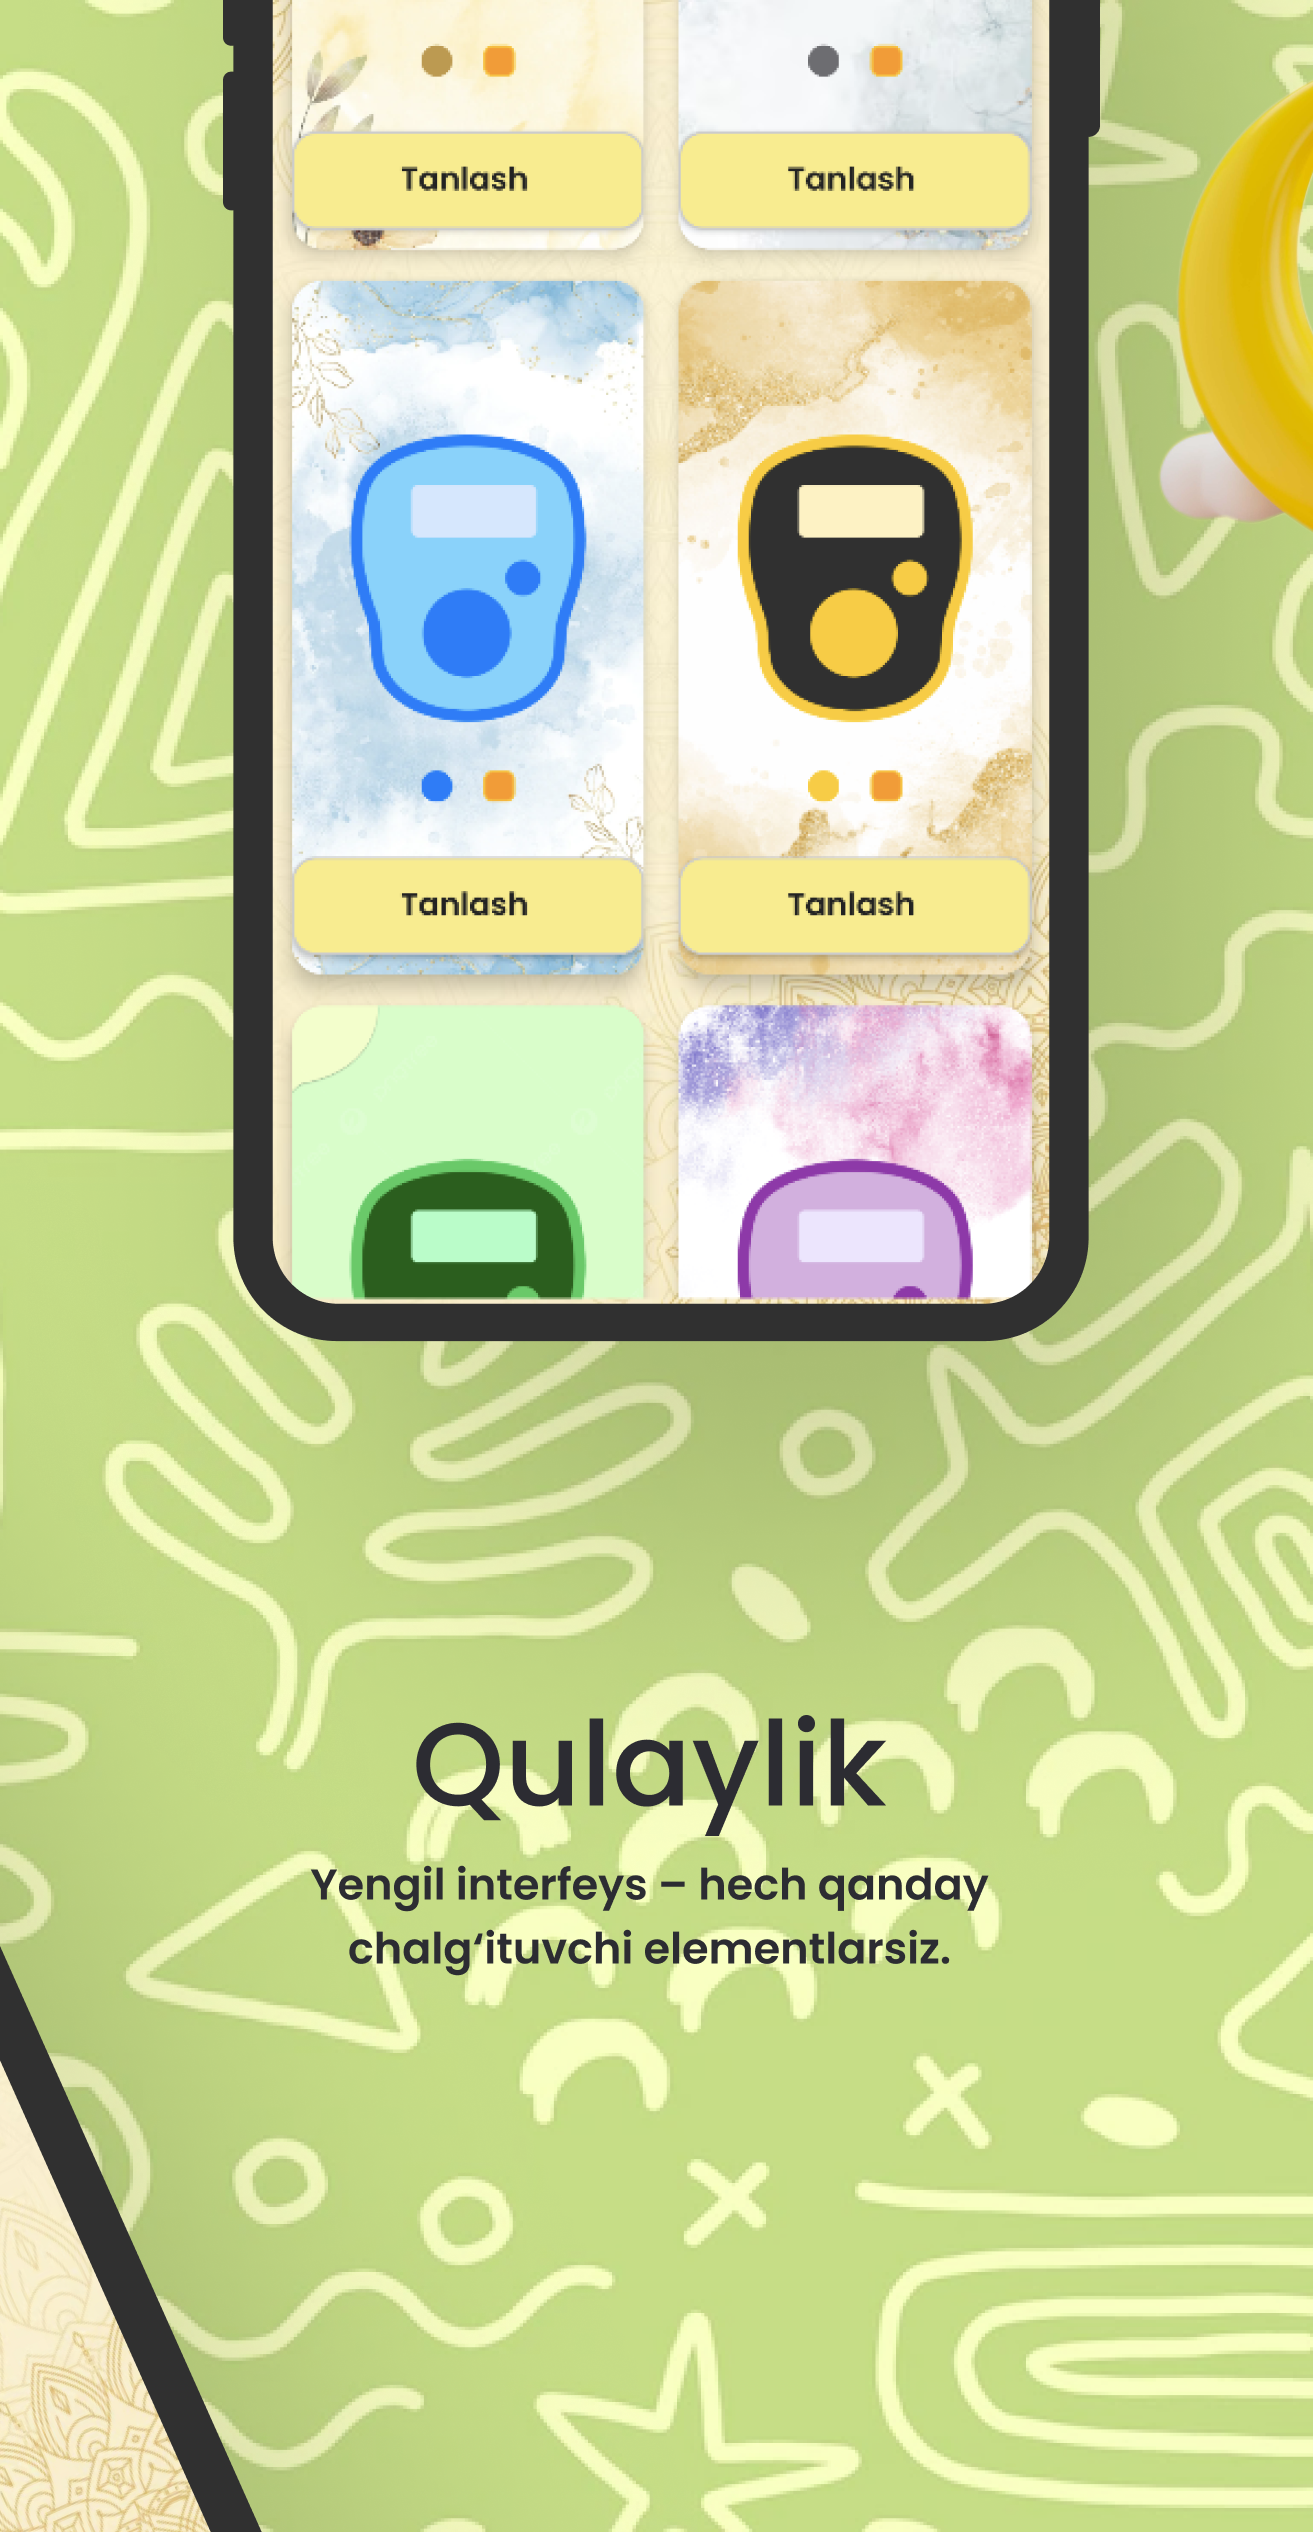 Tanlash
Tanlash
Tanlash
Tanlash
Qulaylik
Yengil interfeys – hech qanday
chalg‘ituvchi elementlarsiz.